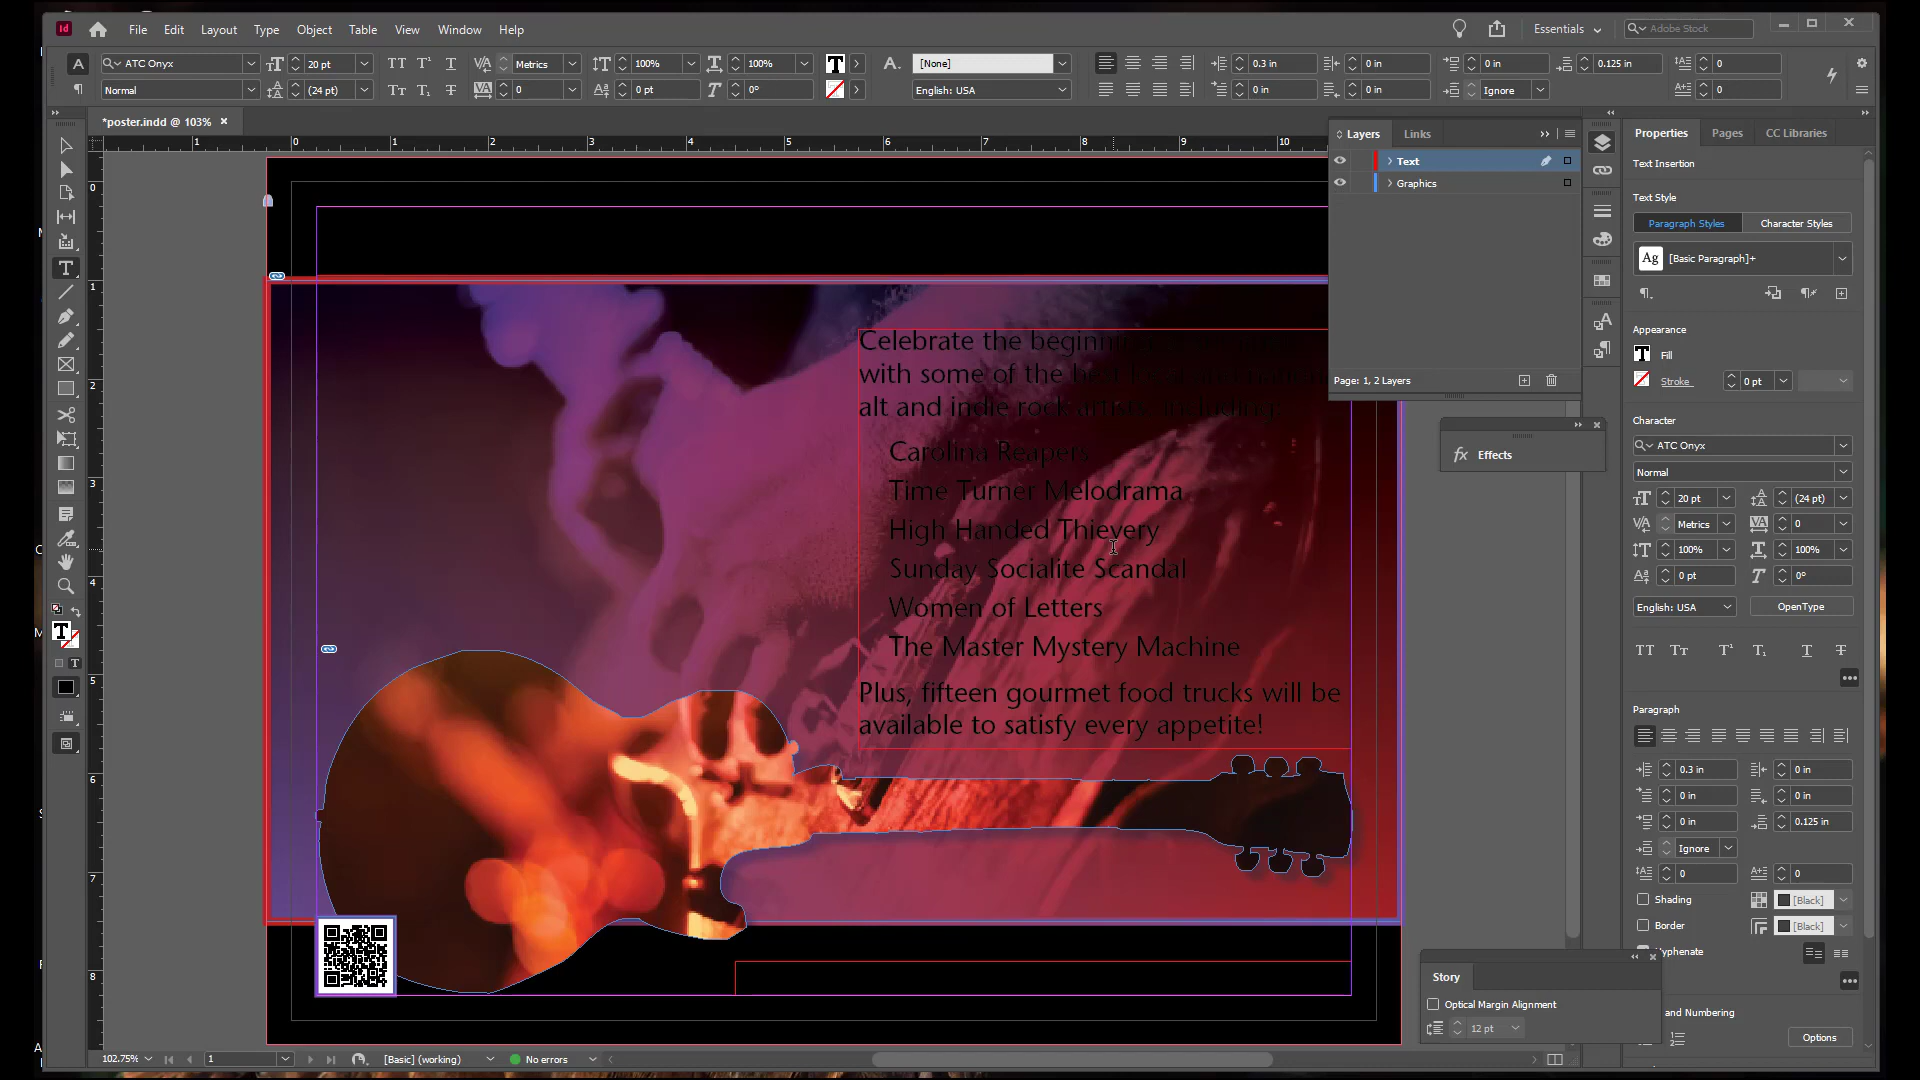 File Edit Layout Type Object Table View Window Help
Essentials
Adobe Stock
ATC Onyx 20 pt Metrics 100% 100% [None] 0.3 in 0 in 0 in 0.125 in 0
Normal (24 pt) 0 0 pt 0° English: USA 0 in 0 in Ignore 0
*poster.indd @ 103%
Layers Links
Text
Graphics
Page: 1, 2 Layers
Effects
Celebrate the
with some of the
alt and indie rock artists,
Carolina Reapers
Time Turner Melodrama
High Handed Thievery
Sunday Socialite Scandal
Women of Letters
The Master Mystery Machine
Plus, fifteen gourmet food trucks will be
available to satisfy every appetite!
Properties Pages CC Libraries
Text Insertion
Text Style
Paragraph Styles Character Styles
Ag [Basic Paragraph]+
Appearance
Fill
Stroke 0 pt
Character
ATC Onyx
Normal
20 pt (24 pt)
Metrics 0
100% 100%
0 pt 0°
English: USA OpenType
Paragraph
0.3 in 0 in
0 in 0 in
0 in 0.125 in
Ignore
0 0
Shading [Black]
Border [Black]
Hyphenate
and Numbering
Options
Story
Optical Margin Alignment
12 pt
102.75% 1 [Basic] (working) No errors